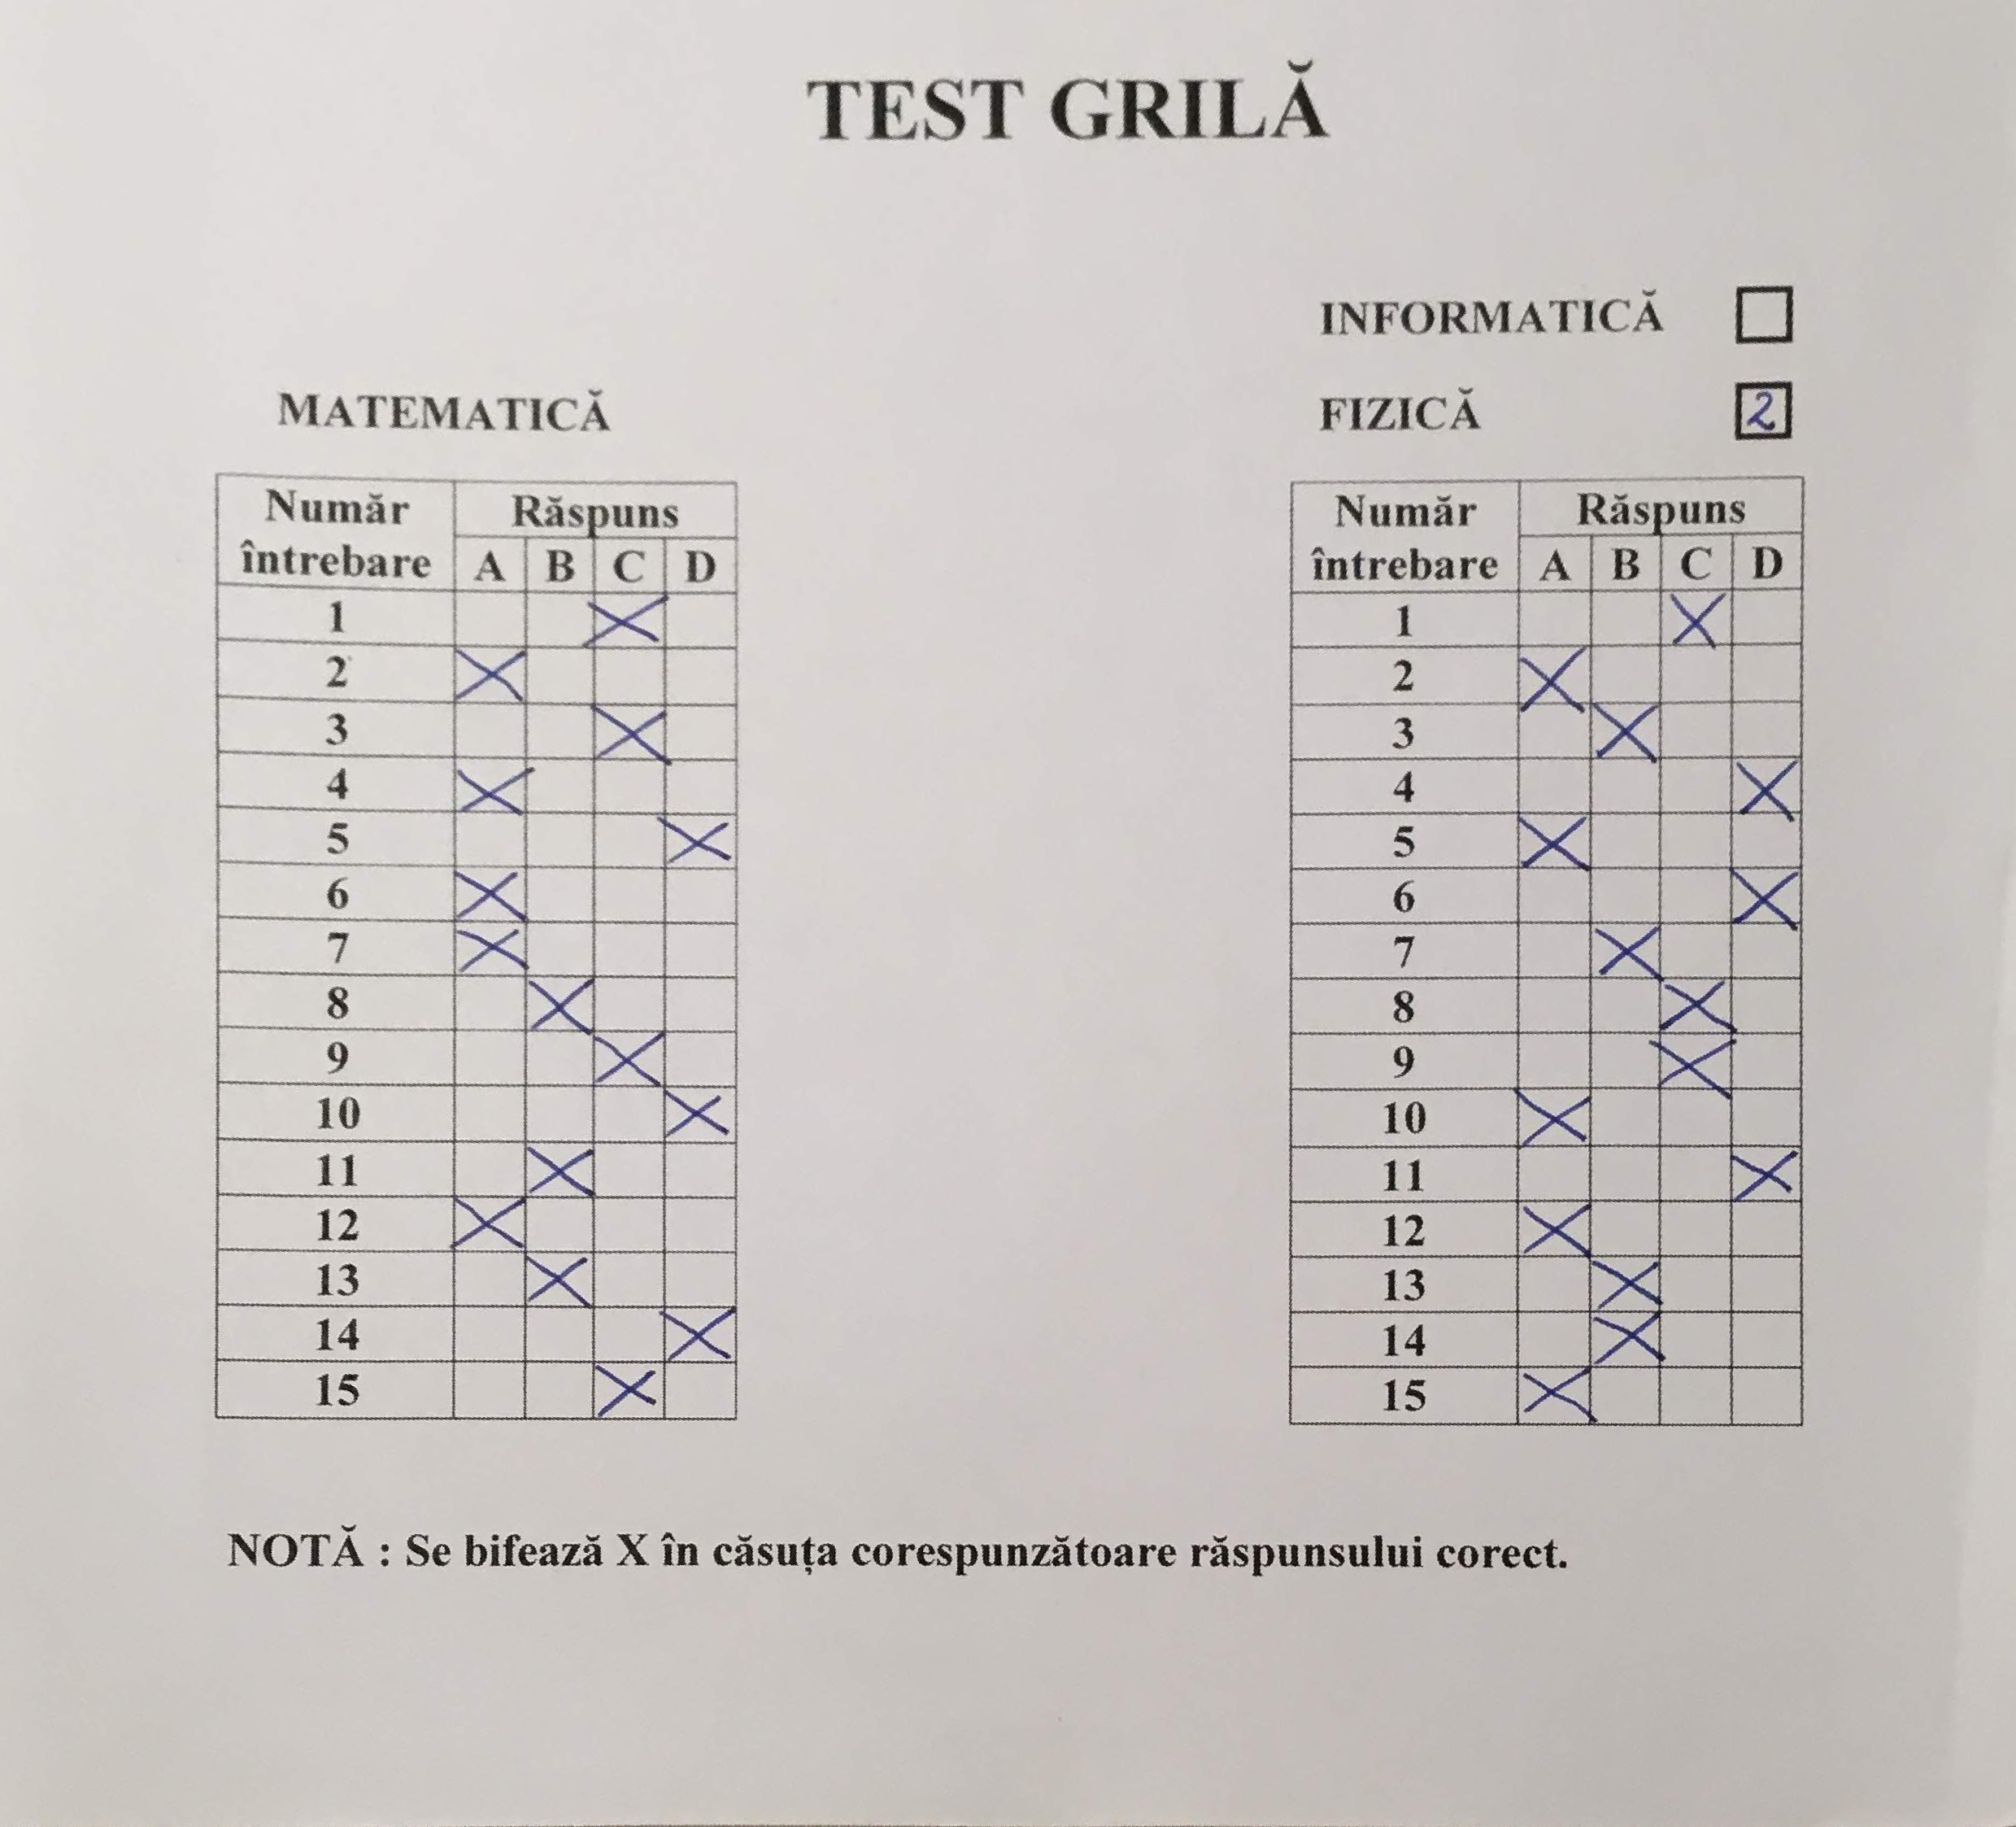 TEST GRILĂ
INFORMATICĂ
MATEMATICĂ
FIZICĂ 2
Număr întrebare Răspuns
A B C D
1 X
2 X
3 X
4 X
5 X
6 X
7 X
8 X
9 X
10 X
11 X
12 X
13 X
14 X
15 X
Număr întrebare Răspuns
A B C D
1 X
2 X
3 X
4 X
5 X
6 X
7 X
8 X
9 X
10 X
11 X
12 X
13 X
14 X
15 X
NOTĂ : Se bifează X în căsuța corespunzătoare răspunsului corect.